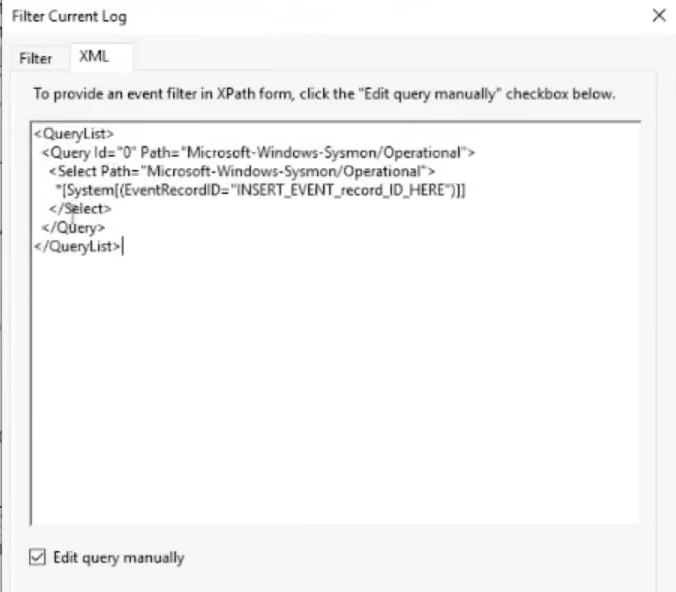 Filter Current Log
Filter XML
To provide an event filter in XPath form, click the "Edit query manually" checkbox below.
<QueryList>
<Query Id="0" Path="Microsoft-Windows-Sysmon/Operational">
<Select Path="Microsoft-Windows-Sysmon/Operational">
*[System[(EventRecordID="INSERT_EVENT_record_ID_HERE")]]
</Select>
</Query>
</QueryList>
Edit query manually